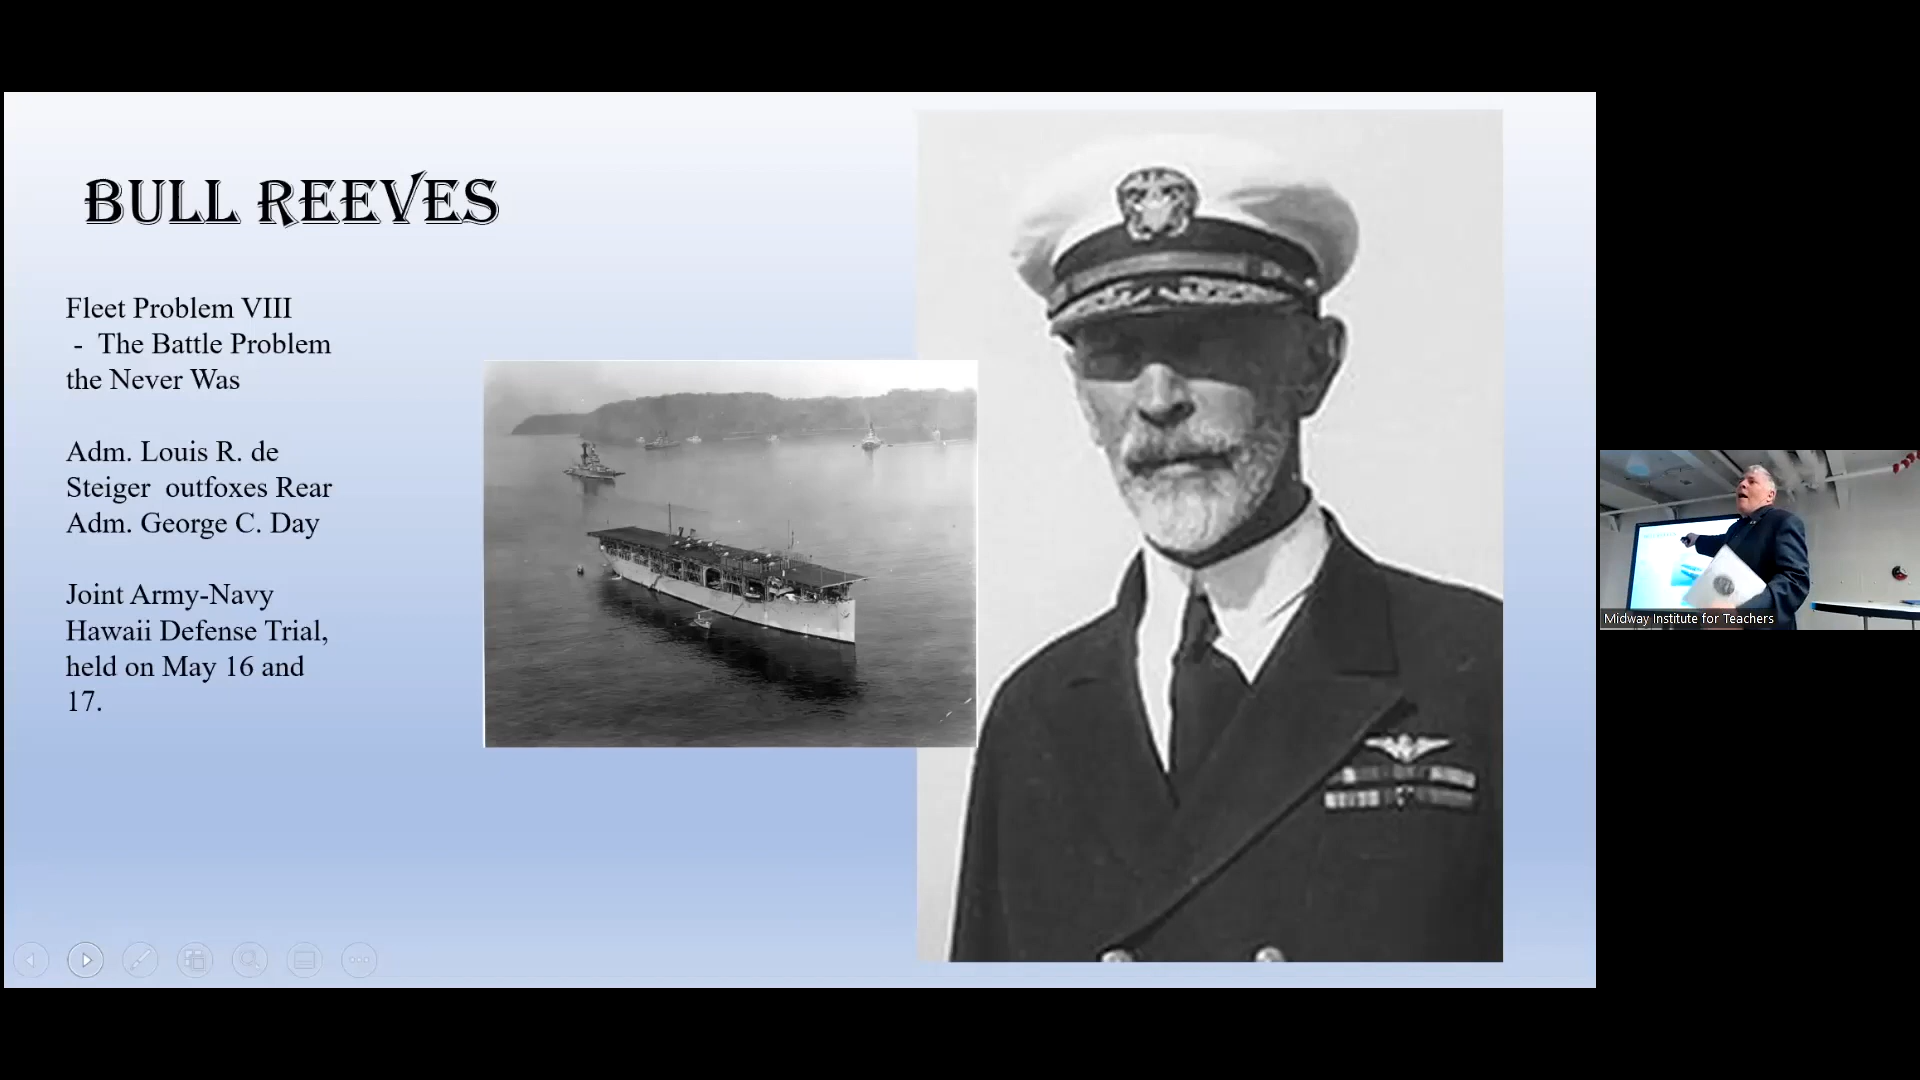 BULL REEVES
Fleet Problem VIII
- The Battle Problem
the Never Was
Adm. Louis R. de
Steiger outfoxes Rear
Adm. George C. Day
Joint Army-Navy
Hawaii Defense Trial,
held on May 16 and
17.
Midway Institute for Teachers